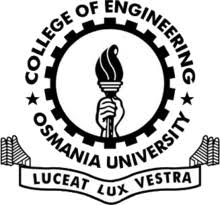 COLLEGE OF ENGINEERING
OSMANIA UNIVERSITY
LUCEAT LUX VESTRA